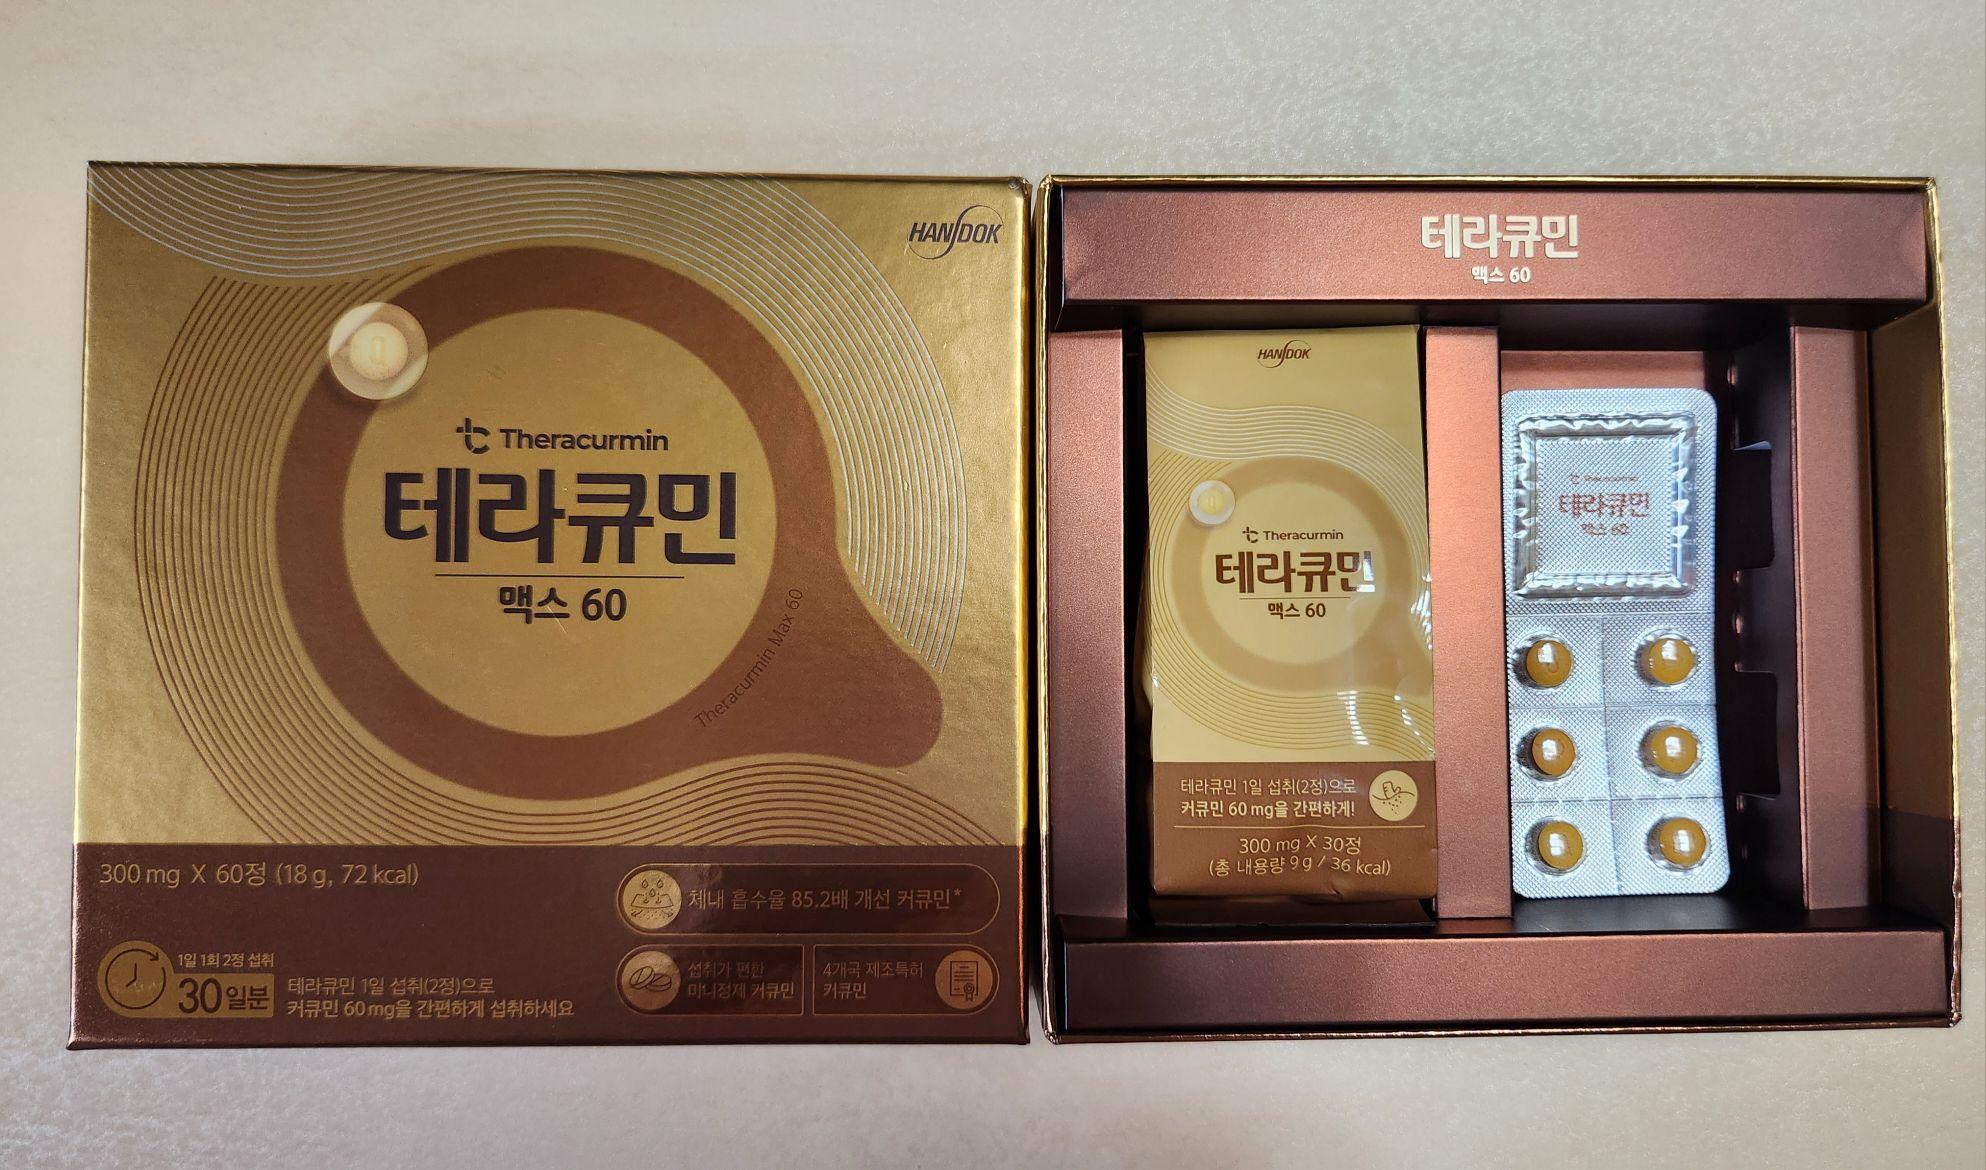 HANDOK
Theracurmin
테라큐민
맥스 60
Theracurmin Max 60
300 mg X 60정 (18 g, 72 kcal)
체내 흡수율 85.2배 개선 커큐민*
1일 1회 2정 섭취
30일분
테라큐민 1일 섭취(2정)으로
커큐민 60 mg을 간편하게 섭취하세요
섭취가 편한
미니정제 커큐민
4개국 제조특허
커큐민
테라큐민
맥스 60
HANDOK
Theracurmin
테라큐민
맥스 60
테라큐민 1일 섭취(2정)으로
커큐민 60 mg을 간편하게!
300 mg X 30정
(총 내용량 9 g / 36 kcal)
Theracurmin
테라큐민
맥스 60